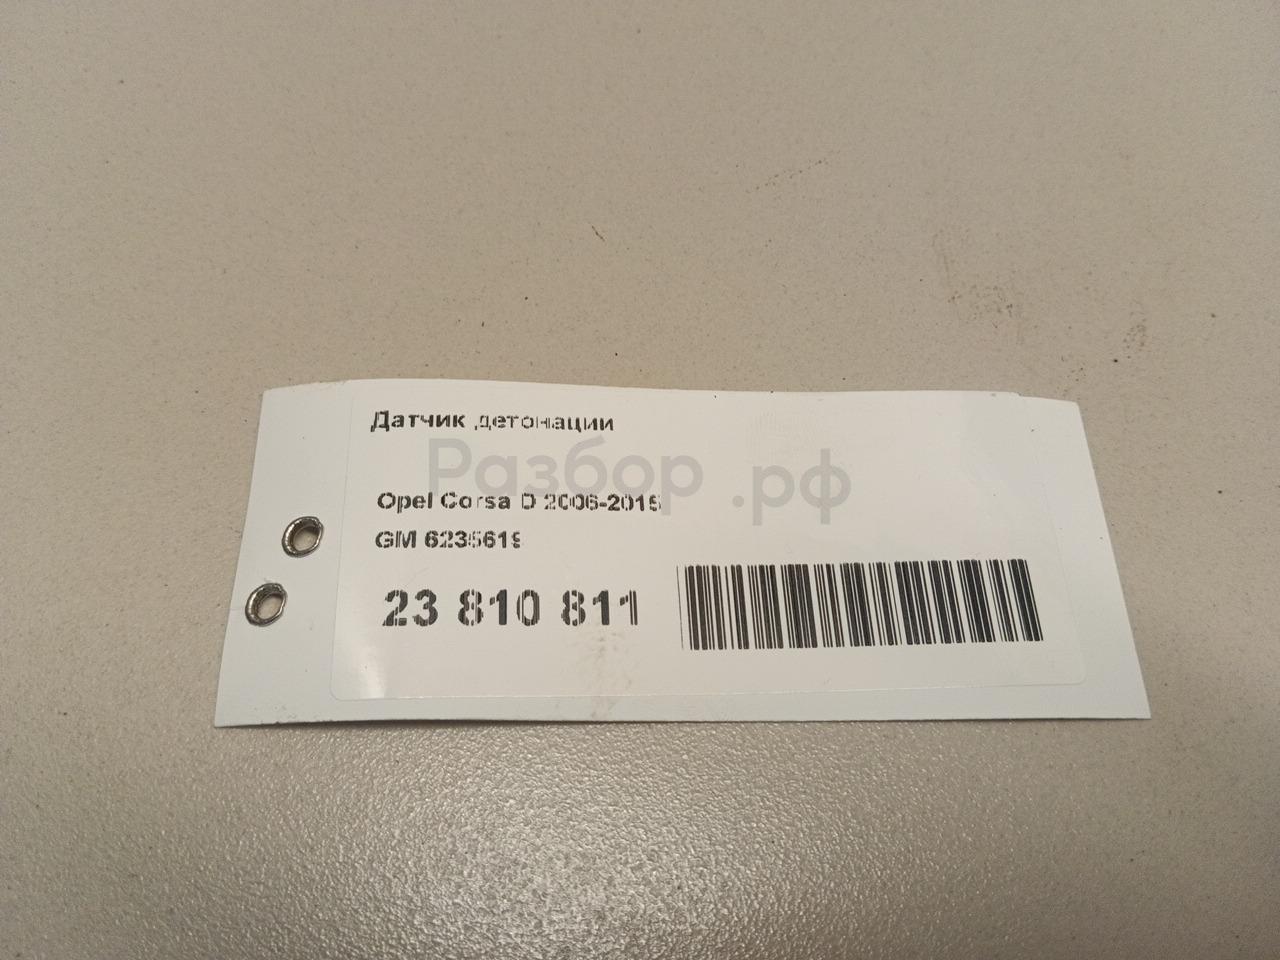 Датчик детонации
Разбор.рф
Opel Corsa D 2006-2015
GM 6235619
23 810 811